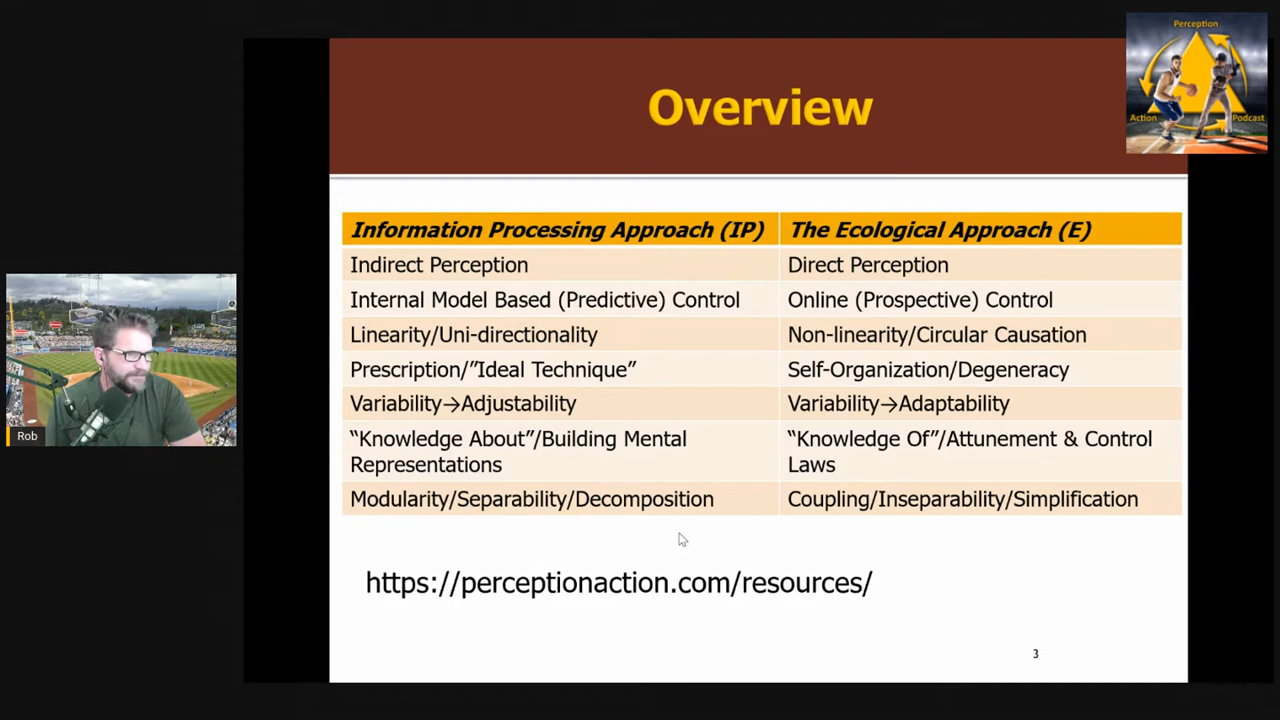 Perception
Action
Podcast
Overview
Information Processing Approach (IP)
The Ecological Approach (E)
Indirect Perception
Direct Perception
Internal Model Based (Predictive) Control
Online (Prospective) Control
Linearity/Uni-directionality
Non-linearity/Circular Causation
Prescription/”Ideal Technique”
Self-Organization/Degeneracy
Variability→Adjustability
Variability→Adaptability
“Knowledge About”/Building Mental
Representations
“Knowledge Of”/Attunement & Control
Laws
Modularity/Separability/Decomposition
Coupling/Inseparability/Simplification
https://perceptionaction.com/resources/
3
Rob